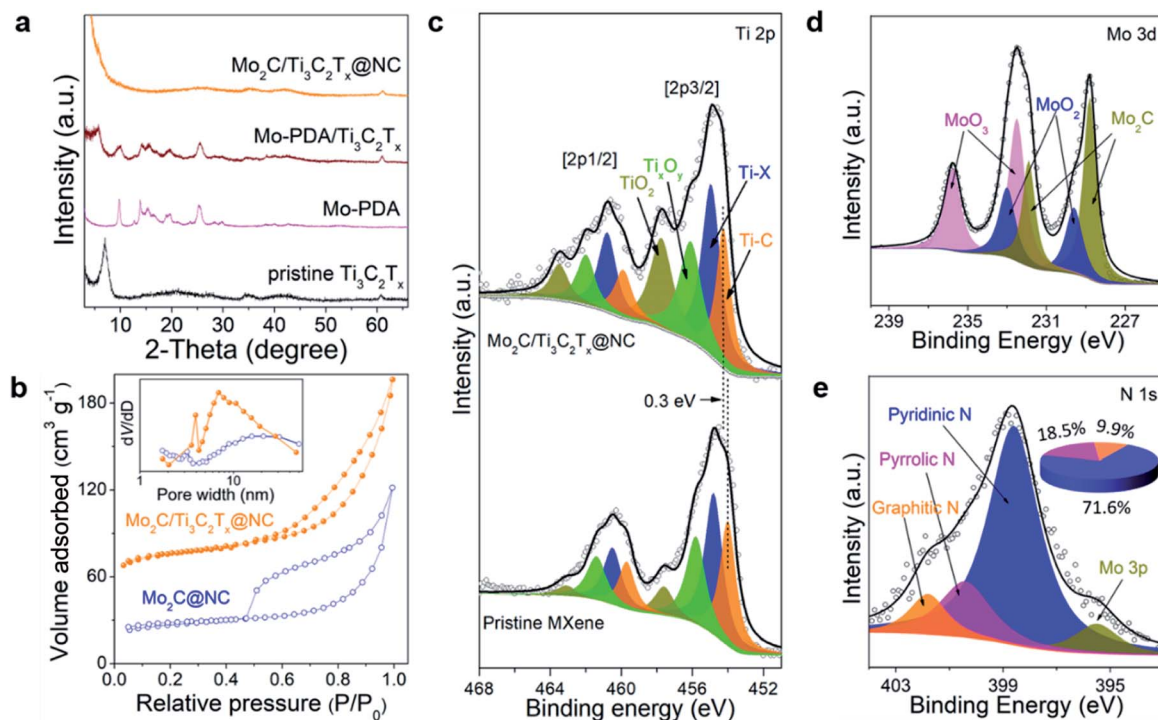 a
Intensity (a.u.)
Mo₂C/Ti₃C₂Tₓ@NC
Mo-PDA/Ti₃C₂Tₓ
Mo-PDA
pristine Ti₃C₂Tₓ
10 20 30 40 50 60
2-Theta (degree)
b
Volume adsorbed (cm³ g⁻¹)
180
120
60
0
dV/dD
1 10
Pore width (nm)
Mo₂C/Ti₃C₂Tₓ@NC
Mo₂C@NC
0.0 0.2 0.4 0.6 0.8 1.0
Relative pressure (P/P₀)
c
Ti 2p
Intensity (a.u.)
[2p3/2]
[2p1/2]
TiₓOᵧ
TiO₂
Ti-X
Ti-C
Mo₂C/Ti₃C₂Tₓ@NC
0.3 eV
Pristine MXene
468 464 460 456 452
Binding energy (eV)
d
Mo 3d
Intensity (a.u.)
MoO₃
MoO₂
Mo₂C
239 235 231 227
Binding Energy (eV)
e
N 1s
Intensity (a.u.)
Pyridinic N
Pyrrolic N
Graphitic N
18.5% 9.9%
71.6%
Mo 3p
403 399 395
Binding Energy (eV)